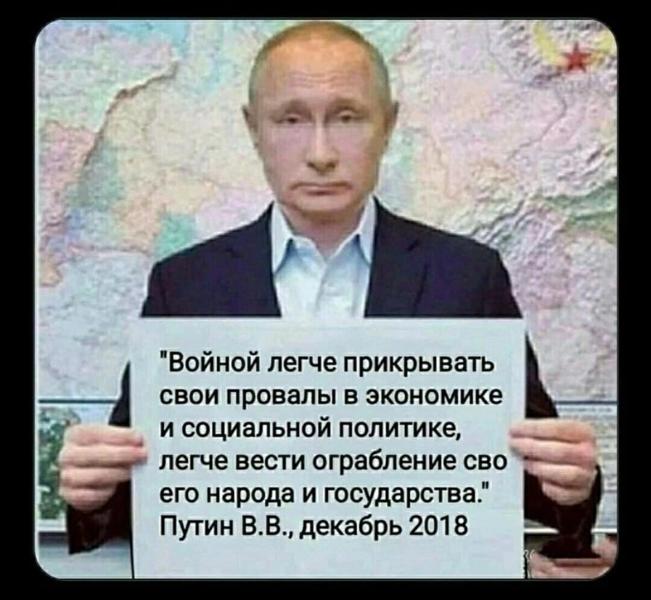 "Войной легче прикрывать
свои провалы в экономике
и социальной политике,
легче вести ограбление сво
его народа и государства."
Путин В.В., декабрь 2018